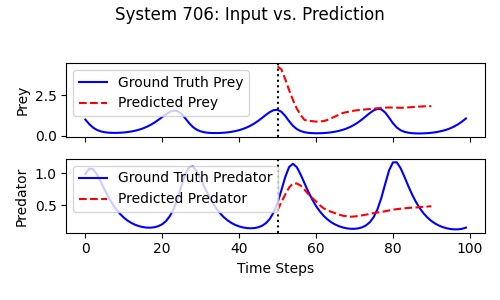 System 706: Input vs. Prediction
Prey
2.5
0.0
Ground Truth Prey
Predicted Prey
Predator
1.0
0.5
Ground Truth Predator
Predicted Predator
0 20 40 60 80 100
Time Steps